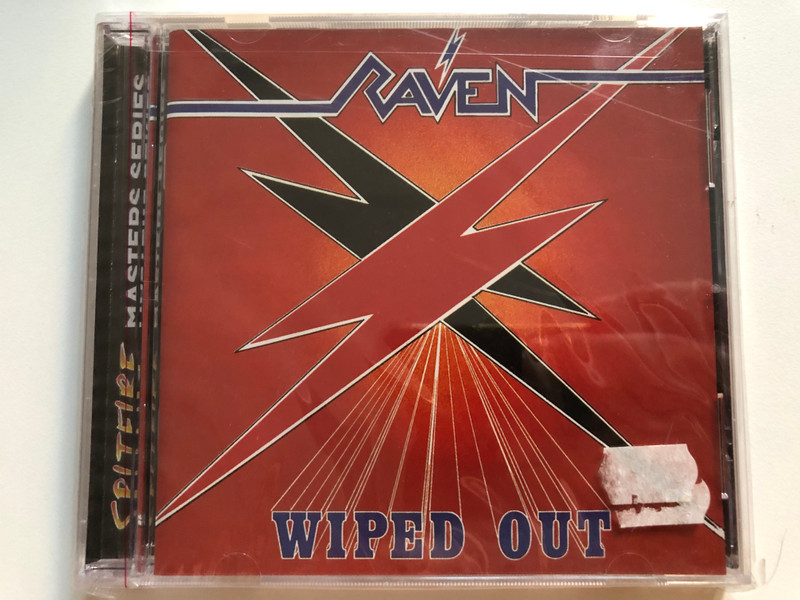 RAVEN
WIPED OUT
SPITFIRE MASTERS SERIES